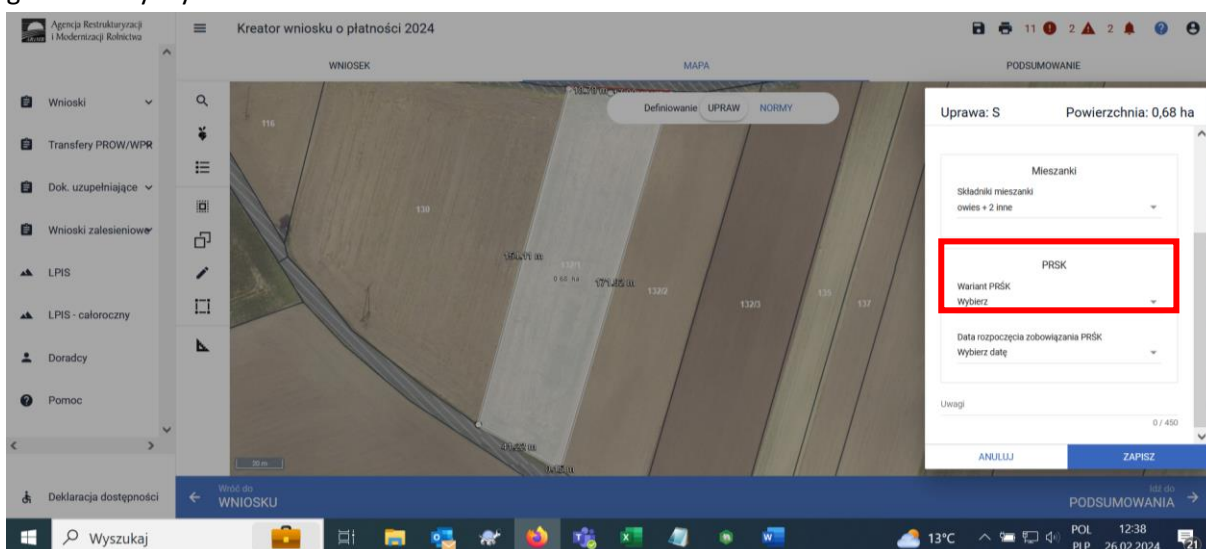 Agencja Restrukturyzacji
i Modernizacji Rolnictwa
Kreator wniosku o płatności 2024
11 2 2
WNIOSEK MAPA PODSUMOWANIE
Wnioski
Transfery PROW/WPR
Dok. uzupełniające
Wnioski zalesieniowe
LPIS
LPIS - całoroczny
Doradcy
Pomoc
Deklaracja dostępności
Definiowanie UPRAW NORMY
116
130
132/1
0.68 ha
171.82 m
132/2
132/3
135
137
20 m
Uprawa: S Powierzchnia: 0,68 ha
Mieszanki
Składniki mieszanki
owies + 2 inne
PRSK
Wariant PRŚK
Wybierz
Data rozpoczęcia zobowiązania PRŚK
Wybierz datę
Uwagi
0 / 450
ANULUJ ZAPISZ
Wróć do
WNIOSKU
Idź do
PODSUMOWANIA
Wyszukaj
13°C
POL
PLP
12:38
26.02.2024
21